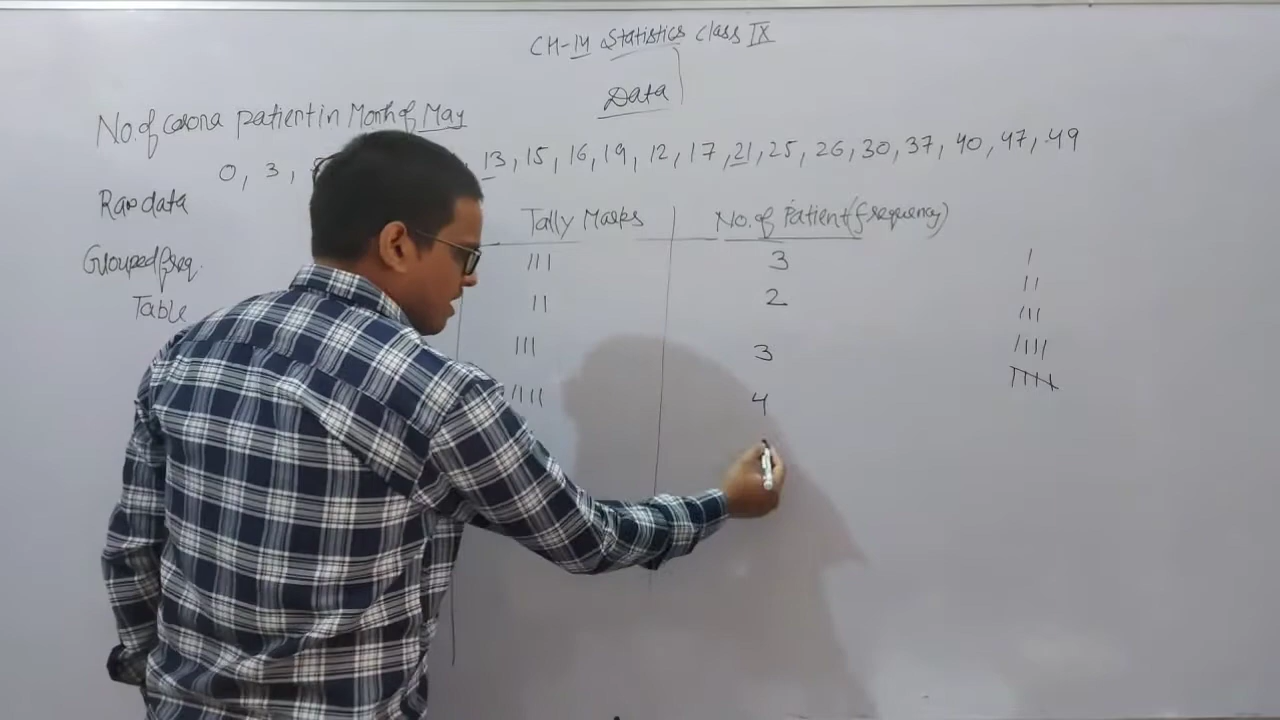 CH-14 Statistics Class IX
Data
No. of corona patient in Month of May
0, 3, 13, 15, 16, 19, 12, 17, 21, 25, 26, 30, 37, 40, 47, 49
Raw data
Tally Marks No. of Patient (frequency)
Grouped freq.
Table
||| 3 |
|| 2 ||
|||
||| 3 ||||
|||| 4